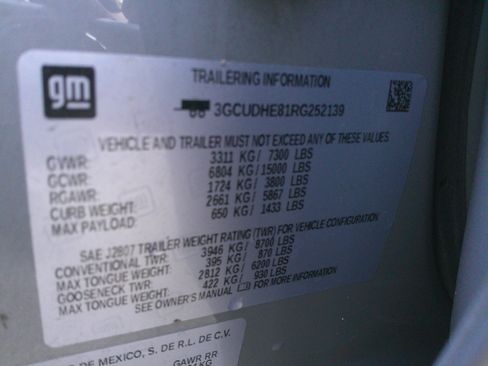 gm
TRAILERING INFORMATION
3GCUDHE81RG252139
VEHICLE AND TRAILER MUST NOT EXCEED ANY OF THESE VALUES.
GVWR: 3311 KG/ 7300 LBS
GCWR: 6804 KG/15000 LBS
RGAWR: 1724 KG/ 3800 LBS
CURB WEIGHT: 2661 KG/ 5867 LBS
MAX PAYLOAD: 650 KG/ 1433 LBS
SAE J2807 TRAILER WEIGHT RATING (TWR) FOR VEHICLE CONFIGURATION
CONVENTIONAL TWR: 3946 KG/ 8700 LBS
MAX TONGUE WEIGHT: 395 KG/ 870 LBS
GOOSENECK TWR: 2812 KG/ 6200 LBS
MAX TONGUE WEIGHT: 422 KG/ 930 LBS
SEE OWNER'S MANUAL FOR MORE INFORMATION
DE MEXICO, S. DE R.L. DE C.V.
GAWR RR
KG